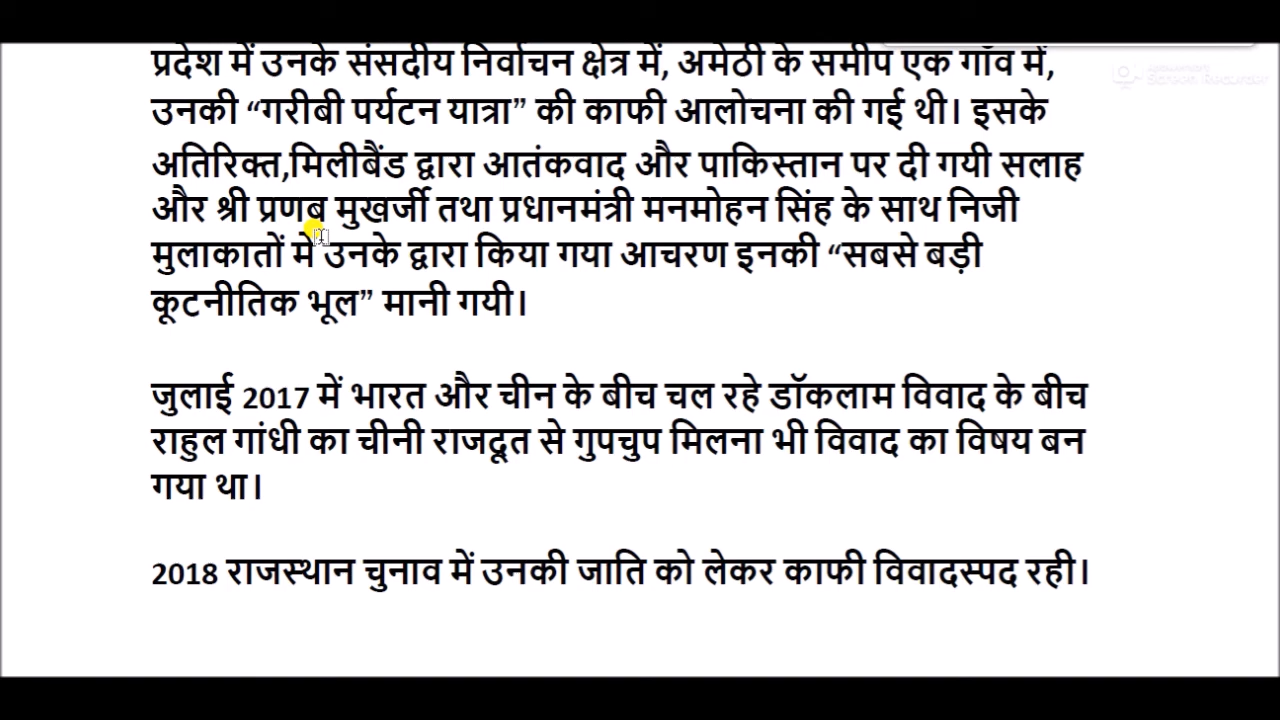 प्रदेश में उनके संसदीय निर्वाचन क्षेत्र में, अमेठी के समीप एक गाँव में,
उनकी “गरीबी पर्यटन यात्रा” की काफी आलोचना की गई थी। इसके
अतिरिक्त,मिलीबैंड द्वारा आतंकवाद और पाकिस्तान पर दी गयी सलाह
और श्री प्रणब मुखर्जी तथा प्रधानमंत्री मनमोहन सिंह के साथ निजी
मुलाकातों में उनके द्वारा किया गया आचरण इनकी “सबसे बड़ी
कूटनीतिक भूल” मानी गयी।
जुलाई 2017 में भारत और चीन के बीच चल रहे डॉकलाम विवाद के बीच
राहुल गांधी का चीनी राजदूत से गुपचुप मिलना भी विवाद का विषय बन
गया था।
2018 राजस्थान चुनाव में उनकी जाति को लेकर काफी विवादस्पद रही।
Screen Recorder